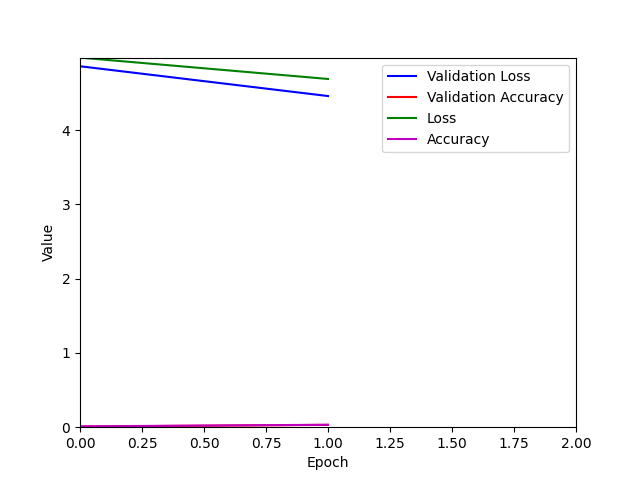 Validation Loss
Validation Accuracy
Loss
Accuracy
4
3
2
1
0
Value
0.00 0.25 0.50 0.75 1.00 1.25 1.50 1.75 2.00
Epoch